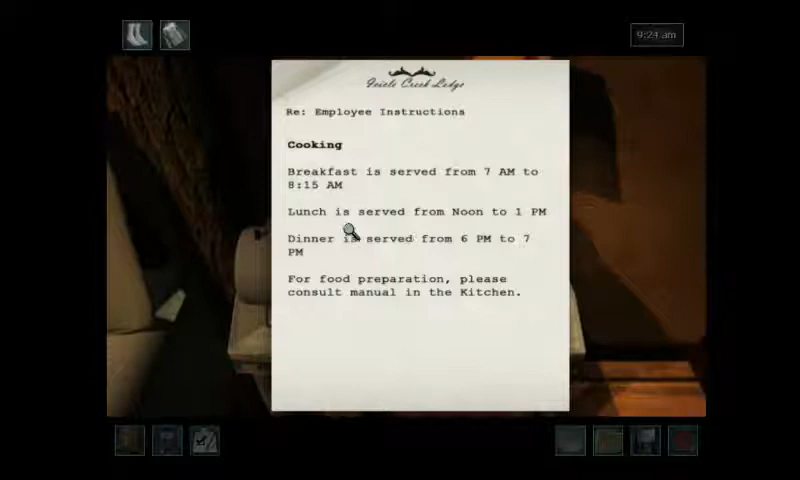 9:24 am
Icicle Creek Lodge
Re: Employee Instructions
Cooking
Breakfast is served from 7 AM to
8:15 AM
Lunch is served from Noon to 1 PM
Dinner is served from 6 PM to 7
PM
For food preparation, please
consult manual in the Kitchen.